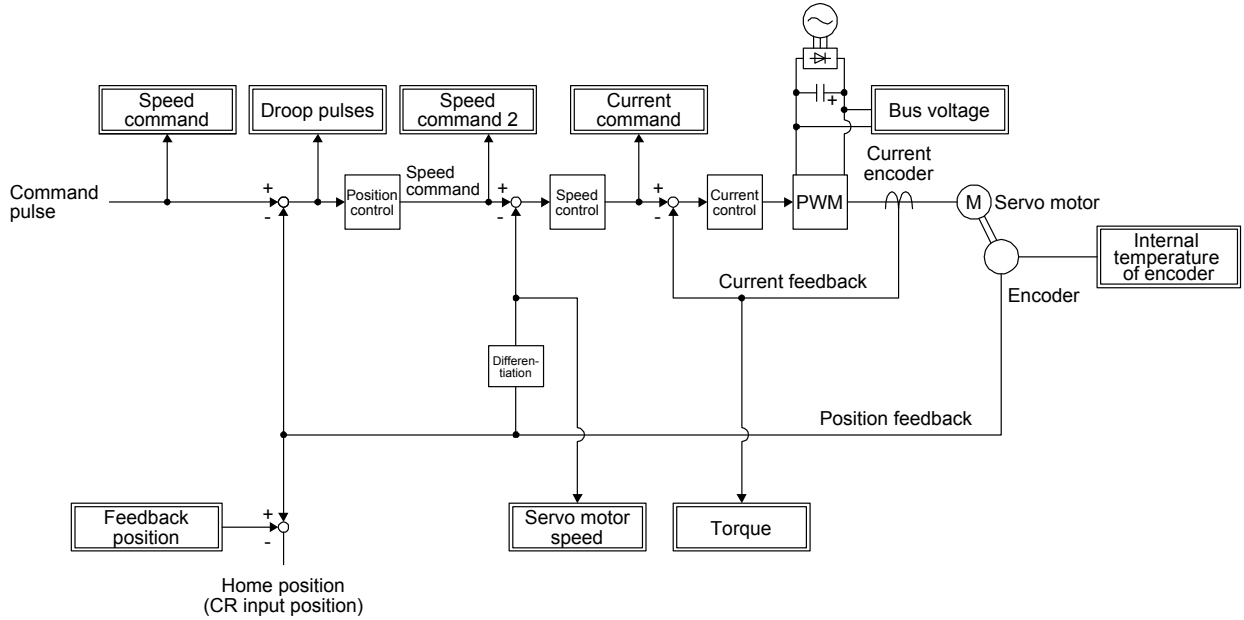 Speed
command
Droop pulses
Speed
command 2
Current
command
Bus voltage
Current
encoder
Command
pulse
+
-
Position
control
Speed
command
+
-
Speed
control
+
-
Current
control
PWM
M
Servo motor
Internal
temperature
of encoder
Current feedback
Encoder
Differen-
tiation
Position feedback
Feedback
position
+
-
Servo motor
speed
Torque
Home position
(CR input position)
+